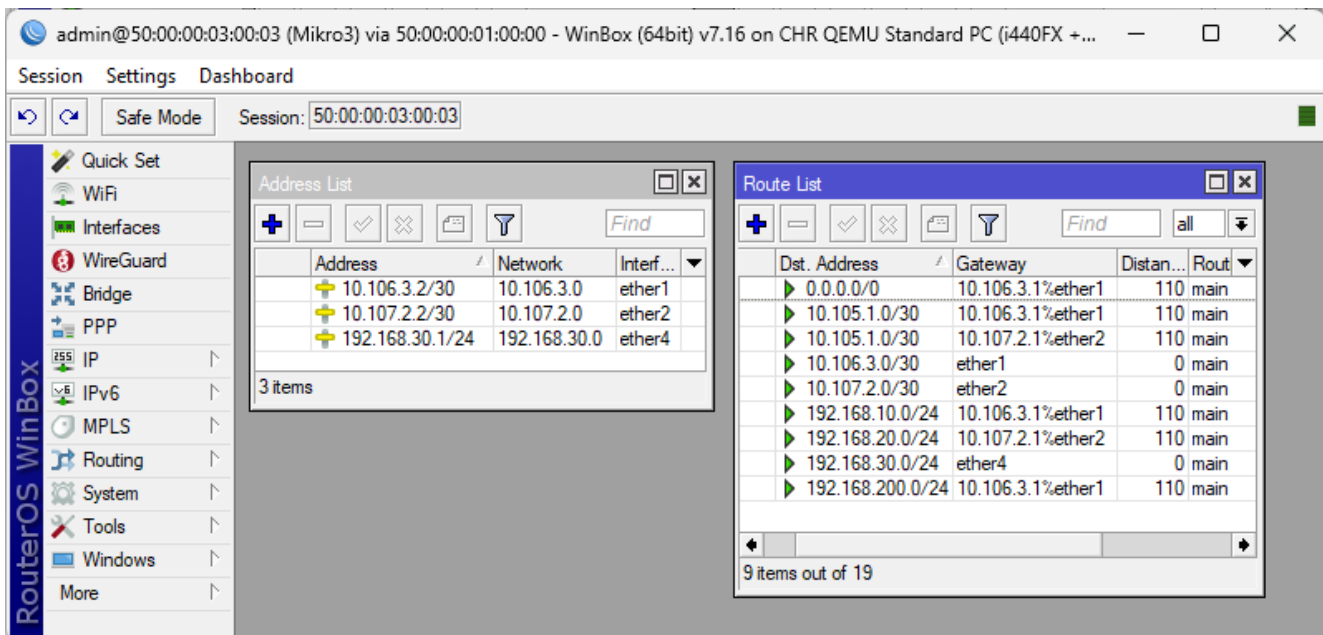 admin@50:00:00:03:00:03 (Mikro3) via 50:00:00:01:00:00 - WinBox (64bit) v7.16 on CHR QEMU Standard PC (i440FX +...
Session Settings Dashboard
Safe Mode Session: 50:00:00:03:00:03
RouterOS WinBox
Quick Set
WiFi
Interfaces
WireGuard
Bridge
PPP
255 IP
v6 IPv6
MPLS
Routing
System
Tools
Windows
More
Address List
Find
Address Network Interf...
10.106.3.2/30 10.106.3.0 ether1
10.107.2.2/30 10.107.2.0 ether2
192.168.30.1/24 192.168.30.0 ether4
3 items
Route List
Find all
Dst. Address Gateway Distan... Rout
0.0.0.0/0 10.106.3.1%ether1 110 main
10.105.1.0/30 10.106.3.1%ether1 110 main
10.105.1.0/30 10.107.2.1%ether2 110 main
10.106.3.0/30 ether1 0 main
10.107.2.0/30 ether2 0 main
192.168.10.0/24 10.106.3.1%ether1 110 main
192.168.20.0/24 10.107.2.1%ether2 110 main
192.168.30.0/24 ether4 0 main
192.168.200.0/24 10.106.3.1%ether1 110 main
9 items out of 19